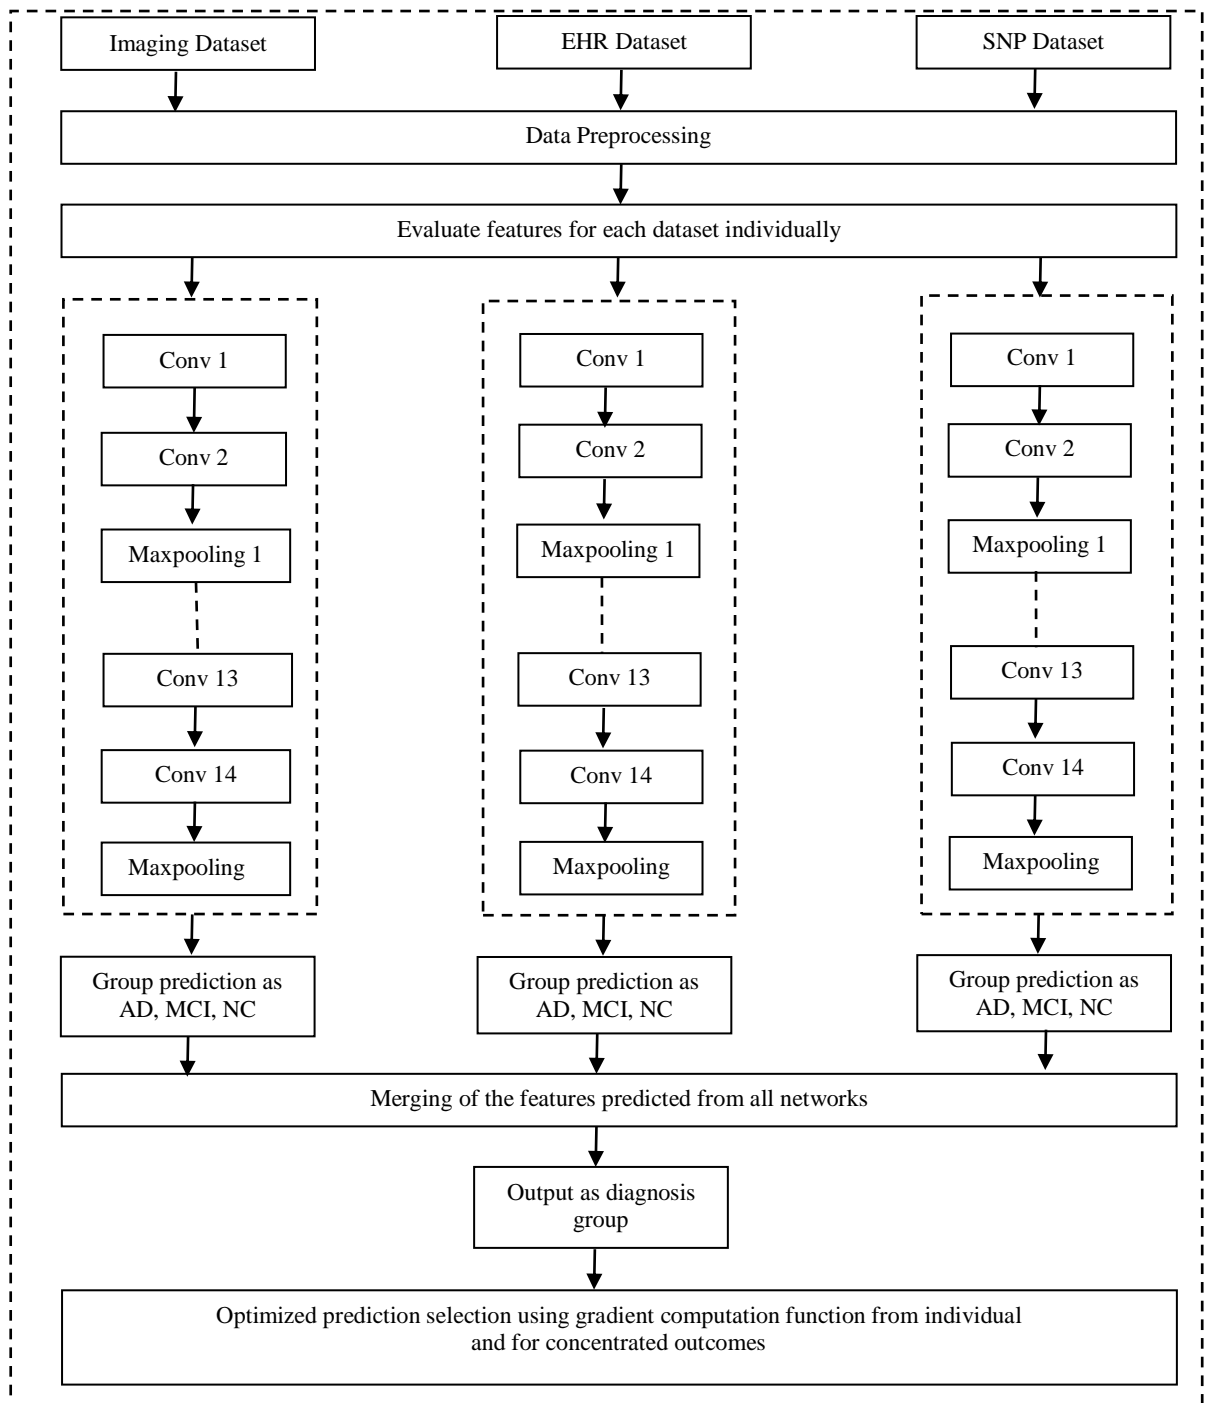 Imaging Dataset
EHR Dataset
SNP Dataset
Data Preprocessing
Evaluate features for each dataset individually
Conv 1
Conv 2
Maxpooling 1
Conv 13
Conv 14
Maxpooling
Conv 1
Conv 2
Maxpooling 1
Conv 13
Conv 14
Maxpooling
Conv 1
Conv 2
Maxpooling 1
Conv 13
Conv 14
Maxpooling
Group prediction as
AD, MCI, NC
Group prediction as
AD, MCI, NC
Group prediction as
AD, MCI, NC
Merging of the features predicted from all networks
Output as diagnosis
group
Optimized prediction selection using gradient computation function from individual
and for concentrated outcomes